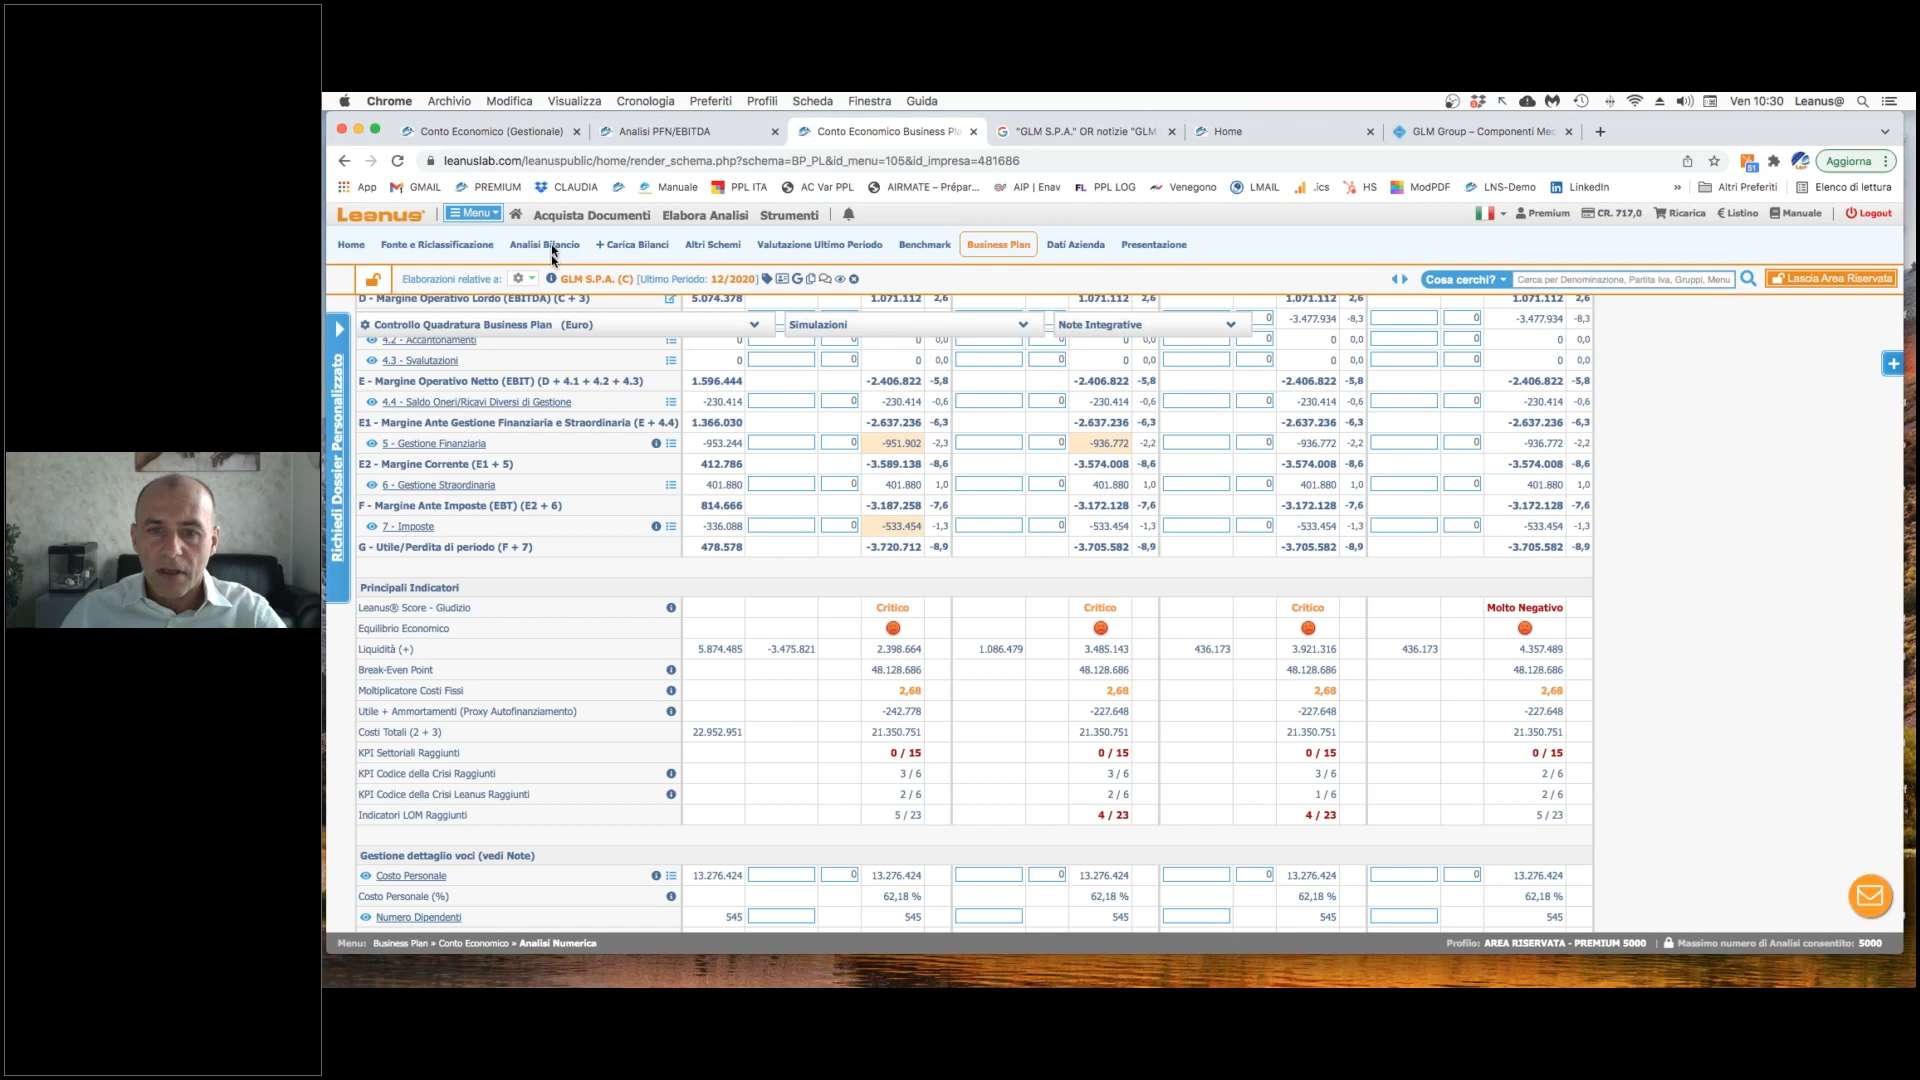 Chrome Archivio Modifica Visualizza Cronologia Preferiti Profili Scheda Finestra Guida Ven 10:30 Leanus@
Conto Economico (Gestionale) Analisi PFN/EBITDA Conto Economico Business Pla "GLM S.P.A." OR notizie "GLM Home GLM Group – Componenti Mec
leanuslab.com/leanuspublic/home/render_schema.php?schema=BP_PL&id_menu=105&id_impresa=481686 Aggiorna
App GMAIL PREMIUM CLAUDIA Manuale PPL ITA AC Var PPL AIRMATE – Prépar... AIP | Enav PPL LOG Venegono LMAIL .ics HS ModPDF LNS-Demo LinkedIn » Altri Preferiti Elenco di lettura
Leanus Menu Acquista Documenti Elabora Analisi Strumenti Premium CR. 717,0 Ricarica Listino Manuale Logout
Home Fonte e Riclassificazione Analisi Bilancio + Carica Bilanci Altri Schemi Valutazione Ultimo Periodo Benchmark Business Plan Dati Azienda Presentazione
Elaborazioni relative a: GLM S.P.A. (C) [Ultimo Periodo: 12/2020] Cosa cerchi? Cerca per Denominazione, Partita Iva, Gruppi, Menu Lascia Area Riservata
D - Margine Operativo Lordo (EBITDA) (C + 3) 5.074.378 1.071.112 2,6 1.071.112 2,6 1.071.112 2,6 1.071.112 2,6
0 -3.477.934 -8,3 0 -3.477.934 -8,3
Controllo Quadratura Business Plan (Euro) Simulazioni Note Integrative
4.2 - Accantonamenti 0 0 0 0,0 0 0 0,0 0 0 0,0 0 0 0,0
4.3 - Svalutazioni 0 0 0 0,0 0 0 0,0 0 0 0,0 0 0 0,0
E - Margine Operativo Netto (EBIT) (D + 4.1 + 4.2 + 4.3) 1.596.444 -2.406.822 -5,8 -2.406.822 -5,8 -2.406.822 -5,8 -2.406.822 -5,8
4.4 - Saldo Oneri/Ricavi Diversi di Gestione -230.414 0 -230.414 -0,6 0 -230.414 -0,6 0 -230.414 -0,6 0 -230.414 -0,6
E1 - Margine Ante Gestione Finanziaria e Straordinaria (E + 4.4) 1.366.030 -2.637.236 -6,3 -2.637.236 -6,3 -2.637.236 -6,3 -2.637.236 -6,3
5 - Gestione Finanziaria -953.244 0 -951.902 -2,3 0 -936.772 -2,2 0 -936.772 -2,2 0 -936.772 -2,2
E2 - Margine Corrente (E1 + 5) 412.786 -3.589.138 -8,6 -3.574.008 -8,6 -3.574.008 -8,6 -3.574.008 -8,6
6 - Gestione Straordinaria 401.880 0 401.880 1,0 0 401.880 1,0 0 401.880 1,0 0 401.880 1,0
F - Margine Ante Imposte (EBT) (E2 + 6) 814.666 -3.187.258 -7,6 -3.172.128 -7,6 -3.172.128 -7,6 -3.172.128 -7,6
7 - Imposte -336.088 0 -533.454 -1,3 0 -533.454 -1,3 0 -533.454 -1,3 0 -533.454 -1,3
G - Utile/Perdita di periodo (F + 7) 478.578 -3.720.712 -8,9 -3.705.582 -8,9 -3.705.582 -8,9 -3.705.582 -8,9
Richiedi Dossier Personalizzato
Principali Indicatori
Leanus® Score - Giudizio Critico Critico Critico Molto Negativo
Equilibrio Economico
Liquidità (+) 5.874.485 -3.475.821 2.398.664 1.086.479 3.485.143 436.173 3.921.316 436.173 4.357.489
Break-Even Point 48.128.686 48.128.686 48.128.686 48.128.686
Moltiplicatore Costi Fissi 2,68 2,68 2,68 2,68
Utile + Ammortamenti (Proxy Autofinanziamento) -242.778 -227.648 -227.648 -227.648
Costi Totali (2 + 3) 22.952.951 21.350.751 21.350.751 21.350.751 21.350.751
KPI Settoriali Raggiunti 0 / 15 0 / 15 0 / 15 0 / 15
KPI Codice della Crisi Raggiunti 3 / 6 3 / 6 3 / 6 2 / 6
KPI Codice della Crisi Leanus Raggiunti 2 / 6 2 / 6 1 / 6 2 / 6
Indicatori LOM Raggiunti 5 / 23 4 / 23 4 / 23 5 / 23
Gestione dettaglio voci (vedi Note)
Costo Personale 13.276.424 0 13.276.424 0 13.276.424 0 13.276.424 0 13.276.424
Costo Personale (%) 62,18 % 62,18 % 62,18 % 62,18 %
Numero Dipendenti 545 545 545 545 545
Menu: Business Plan » Conto Economico » Analisi Numerica Profilo: AREA RISERVATA - PREMIUM 5000 | Massimo numero di Analisi consentito: 5000